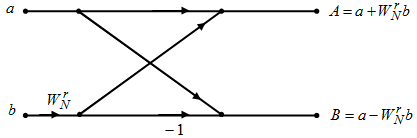 a
A = a + W_N^r b
b
W_N^r
-1
B = a - W_N^r b